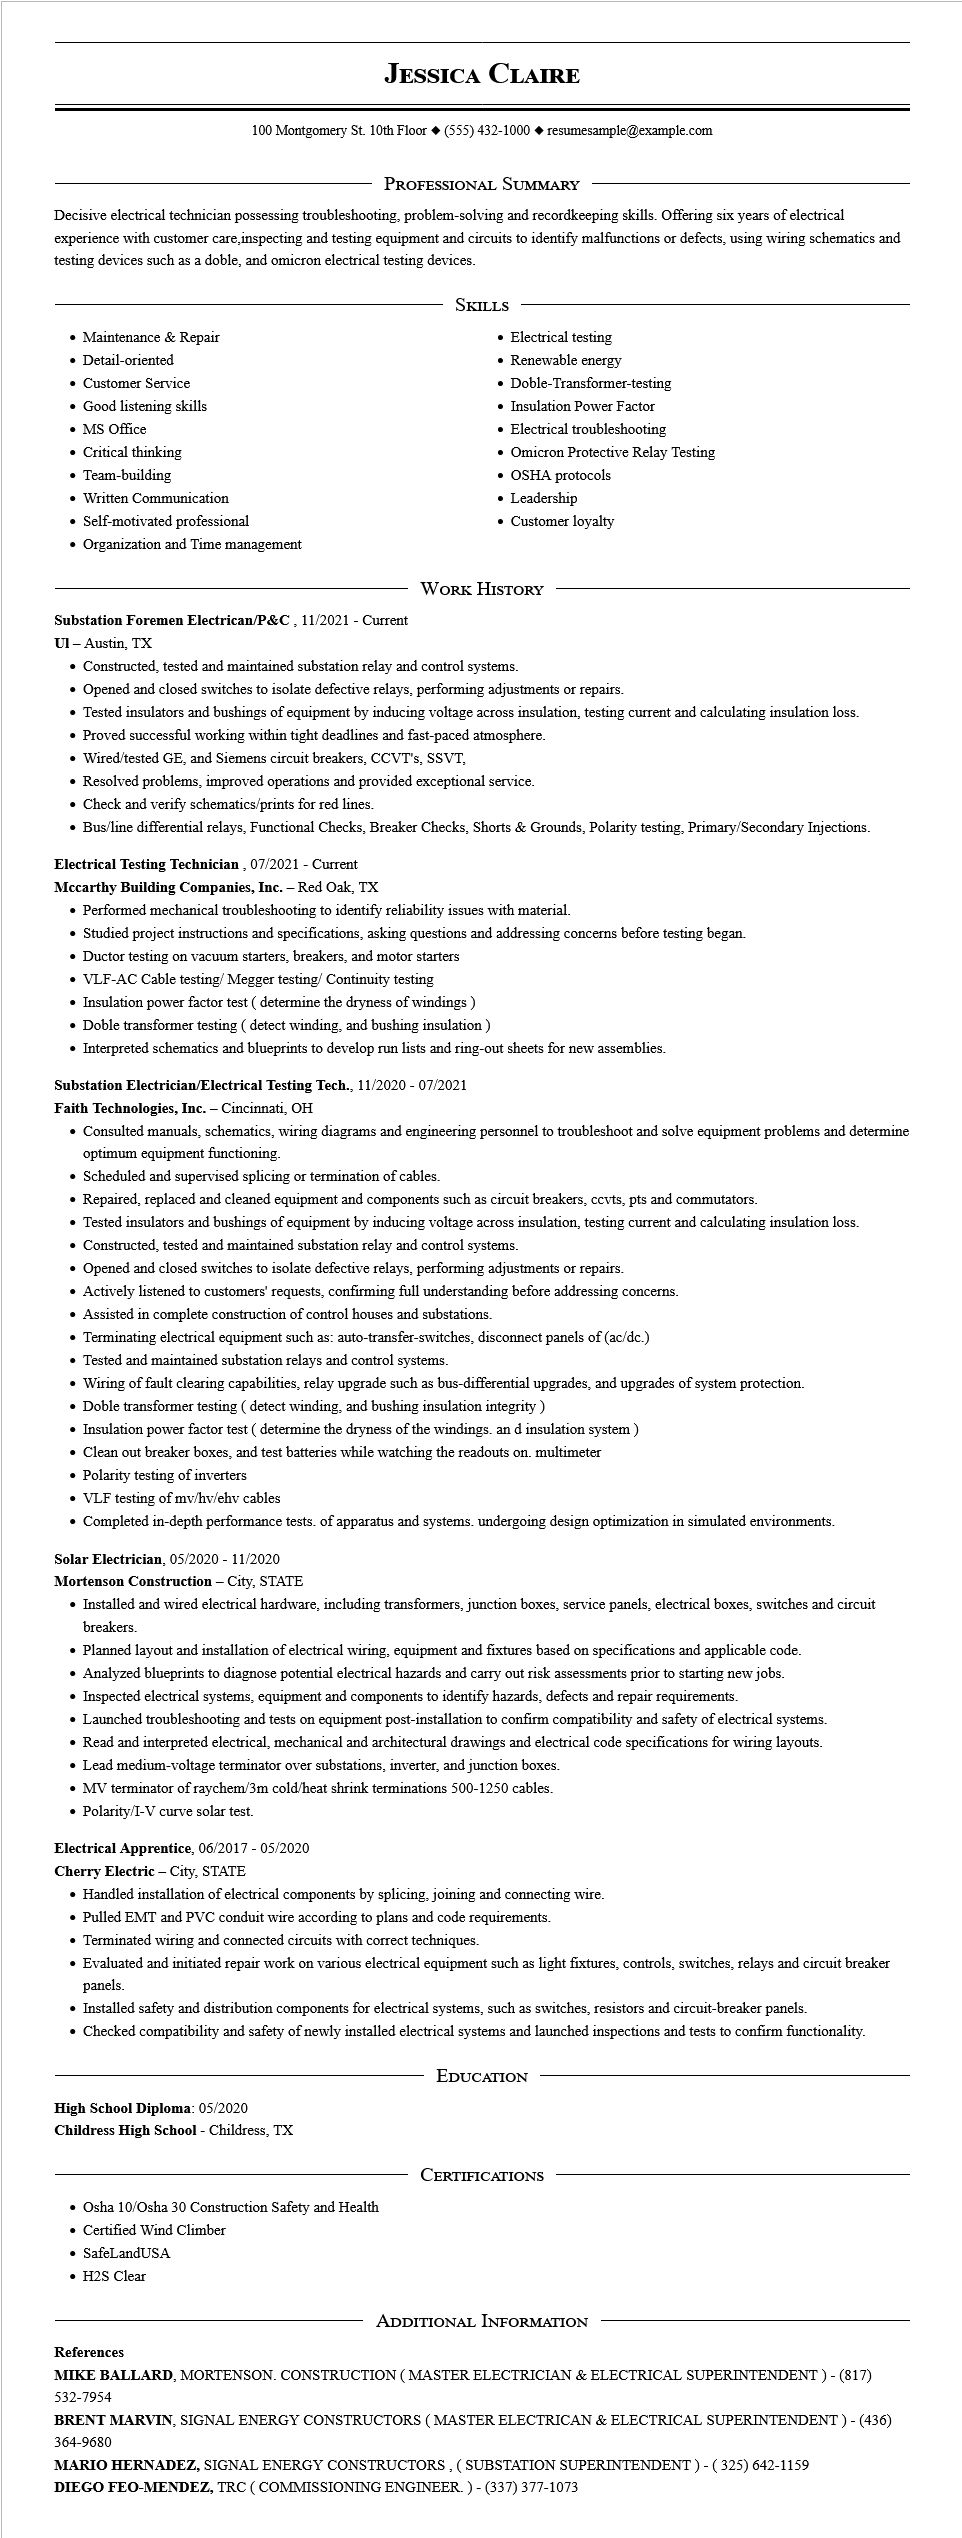 Jessica Claire
100 Montgomery St. 10th Floor ◆ (555) 432-1000 ◆ resumesample@example.com
Professional Summary
Decisive electrical technician possessing troubleshooting, problem-solving and recordkeeping skills. Offering six years of electrical
experience with customer care,inspecting and testing equipment and circuits to identify malfunctions or defects, using wiring schematics and
testing devices such as a doble, and omicron electrical testing devices.
Skills
• Maintenance & Repair
• Detail-oriented
• Customer Service
• Good listening skills
• MS Office
• Critical thinking
• Team-building
• Written Communication
• Self-motivated professional
• Organization and Time management
• Electrical testing
• Renewable energy
• Doble-Transformer-testing
• Insulation Power Factor
• Electrical troubleshooting
• Omicron Protective Relay Testing
• OSHA protocols
• Leadership
• Customer loyalty
Work History
Substation Foremen Electrican/P&C , 11/2021 - Current
Ul – Austin, TX
• Constructed, tested and maintained substation relay and control systems.
• Opened and closed switches to isolate defective relays, performing adjustments or repairs.
• Tested insulators and bushings of equipment by inducing voltage across insulation, testing current and calculating insulation loss.
• Proved successful working within tight deadlines and fast-paced atmosphere.
• Wired/tested GE, and Siemens circuit breakers, CCVT's, SSVT,
• Resolved problems, improved operations and provided exceptional service.
• Check and verify schematics/prints for red lines.
• Bus/line differential relays, Functional Checks, Breaker Checks, Shorts & Grounds, Polarity testing, Primary/Secondary Injections.
Electrical Testing Technician , 07/2021 - Current
Mccarthy Building Companies, Inc. – Red Oak, TX
• Performed mechanical troubleshooting to identify reliability issues with material.
• Studied project instructions and specifications, asking questions and addressing concerns before testing began.
• Ductor testing on vacuum starters, breakers, and motor starters
• VLF-AC Cable testing/ Megger testing/ Continuity testing
• Insulation power factor test ( determine the dryness of windings )
• Doble transformer testing ( detect winding, and bushing insulation )
• Interpreted schematics and blueprints to develop run lists and ring-out sheets for new assemblies.
Substation Electrician/Electrical Testing Tech., 11/2020 - 07/2021
Faith Technologies, Inc. – Cincinnati, OH
• Consulted manuals, schematics, wiring diagrams and engineering personnel to troubleshoot and solve equipment problems and determine
optimum equipment functioning.
• Scheduled and supervised splicing or termination of cables.
• Repaired, replaced and cleaned equipment and components such as circuit breakers, ccvts, pts and commutators.
• Tested insulators and bushings of equipment by inducing voltage across insulation, testing current and calculating insulation loss.
• Constructed, tested and maintained substation relay and control systems.
• Opened and closed switches to isolate defective relays, performing adjustments or repairs.
• Actively listened to customers' requests, confirming full understanding before addressing concerns.
• Assisted in complete construction of control houses and substations.
• Terminating electrical equipment such as: auto-transfer-switches, disconnect panels of (ac/dc.)
• Tested and maintained substation relays and control systems.
• Wiring of fault clearing capabilities, relay upgrade such as bus-differential upgrades, and upgrades of system protection.
• Doble transformer testing ( detect winding, and bushing insulation integrity )
• Insulation power factor test ( determine the dryness of the windings. an d insulation system )
• Clean out breaker boxes, and test batteries while watching the readouts on. multimeter
• Polarity testing of inverters
• VLF testing of mv/hv/ehv cables
• Completed in-depth performance tests. of apparatus and systems. undergoing design optimization in simulated environments.
Solar Electrician, 05/2020 - 11/2020
Mortenson Construction – City, STATE
• Installed and wired electrical hardware, including transformers, junction boxes, service panels, electrical boxes, switches and circuit
breakers.
• Planned layout and installation of electrical wiring, equipment and fixtures based on specifications and applicable code.
• Analyzed blueprints to diagnose potential electrical hazards and carry out risk assessments prior to starting new jobs.
• Inspected electrical systems, equipment and components to identify hazards, defects and repair requirements.
• Launched troubleshooting and tests on equipment post-installation to confirm compatibility and safety of electrical systems.
• Read and interpreted electrical, mechanical and architectural drawings and electrical code specifications for wiring layouts.
• Lead medium-voltage terminator over substations, inverter, and junction boxes.
• MV terminator of raychem/3m cold/heat shrink terminations 500-1250 cables.
• Polarity/I-V curve solar test.
Electrical Apprentice, 06/2017 - 05/2020
Cherry Electric – City, STATE
• Handled installation of electrical components by splicing, joining and connecting wire.
• Pulled EMT and PVC conduit wire according to plans and code requirements.
• Terminated wiring and connected circuits with correct techniques.
• Evaluated and initiated repair work on various electrical equipment such as light fixtures, controls, switches, relays and circuit breaker
panels.
• Installed safety and distribution components for electrical systems, such as switches, resistors and circuit-breaker panels.
• Checked compatibility and safety of newly installed electrical systems and launched inspections and tests to confirm functionality.
Education
High School Diploma: 05/2020
Childress High School - Childress, TX
Certifications
• Osha 10/Osha 30 Construction Safety and Health
• Certified Wind Climber
• SafeLandUSA
• H2S Clear
Additional Information
References
MIKE BALLARD, MORTENSON. CONSTRUCTION ( MASTER ELECTRICIAN & ELECTRICAL SUPERINTENDENT ) - (817)
532-7954
BRENT MARVIN, SIGNAL ENERGY CONSTRUCTORS ( MASTER ELECTRICAN & ELECTRICAL SUPERINTENDENT ) - (436)
364-9680
MARIO HERNADEZ, SIGNAL ENERGY CONSTRUCTORS , ( SUBSTATION SUPERINTENDENT ) - ( 325) 642-1159
DIEGO FEO-MENDEZ, TRC ( COMMISSIONING ENGINEER. ) - (337) 377-1073